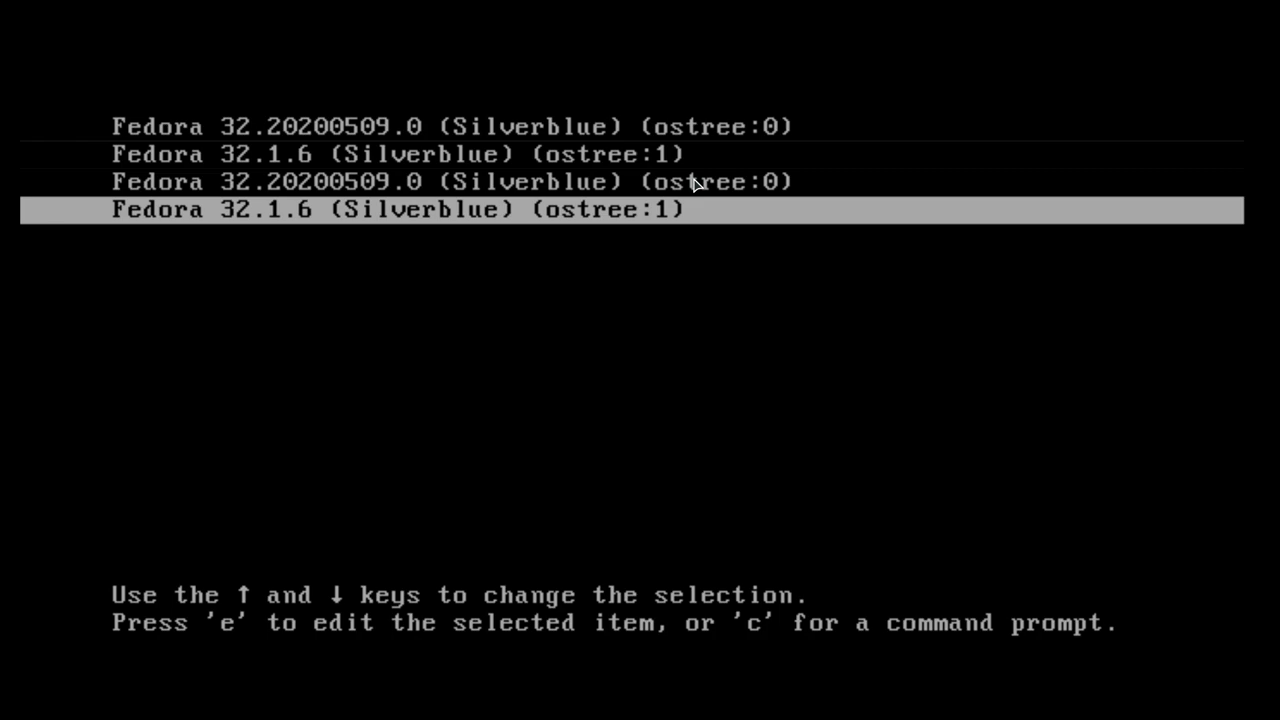 Fedora 32.20200509.0 (Silverblue) (ostree:0)
Fedora 32.1.6 (Silverblue) (ostree:1)
Fedora 32.20200509.0 (Silverblue) (ostree:0)
Fedora 32.1.6 (Silverblue) (ostree:1)
Use the ↑ and ↓ keys to change the selection.
Press 'e' to edit the selected item, or 'c' for a command prompt.